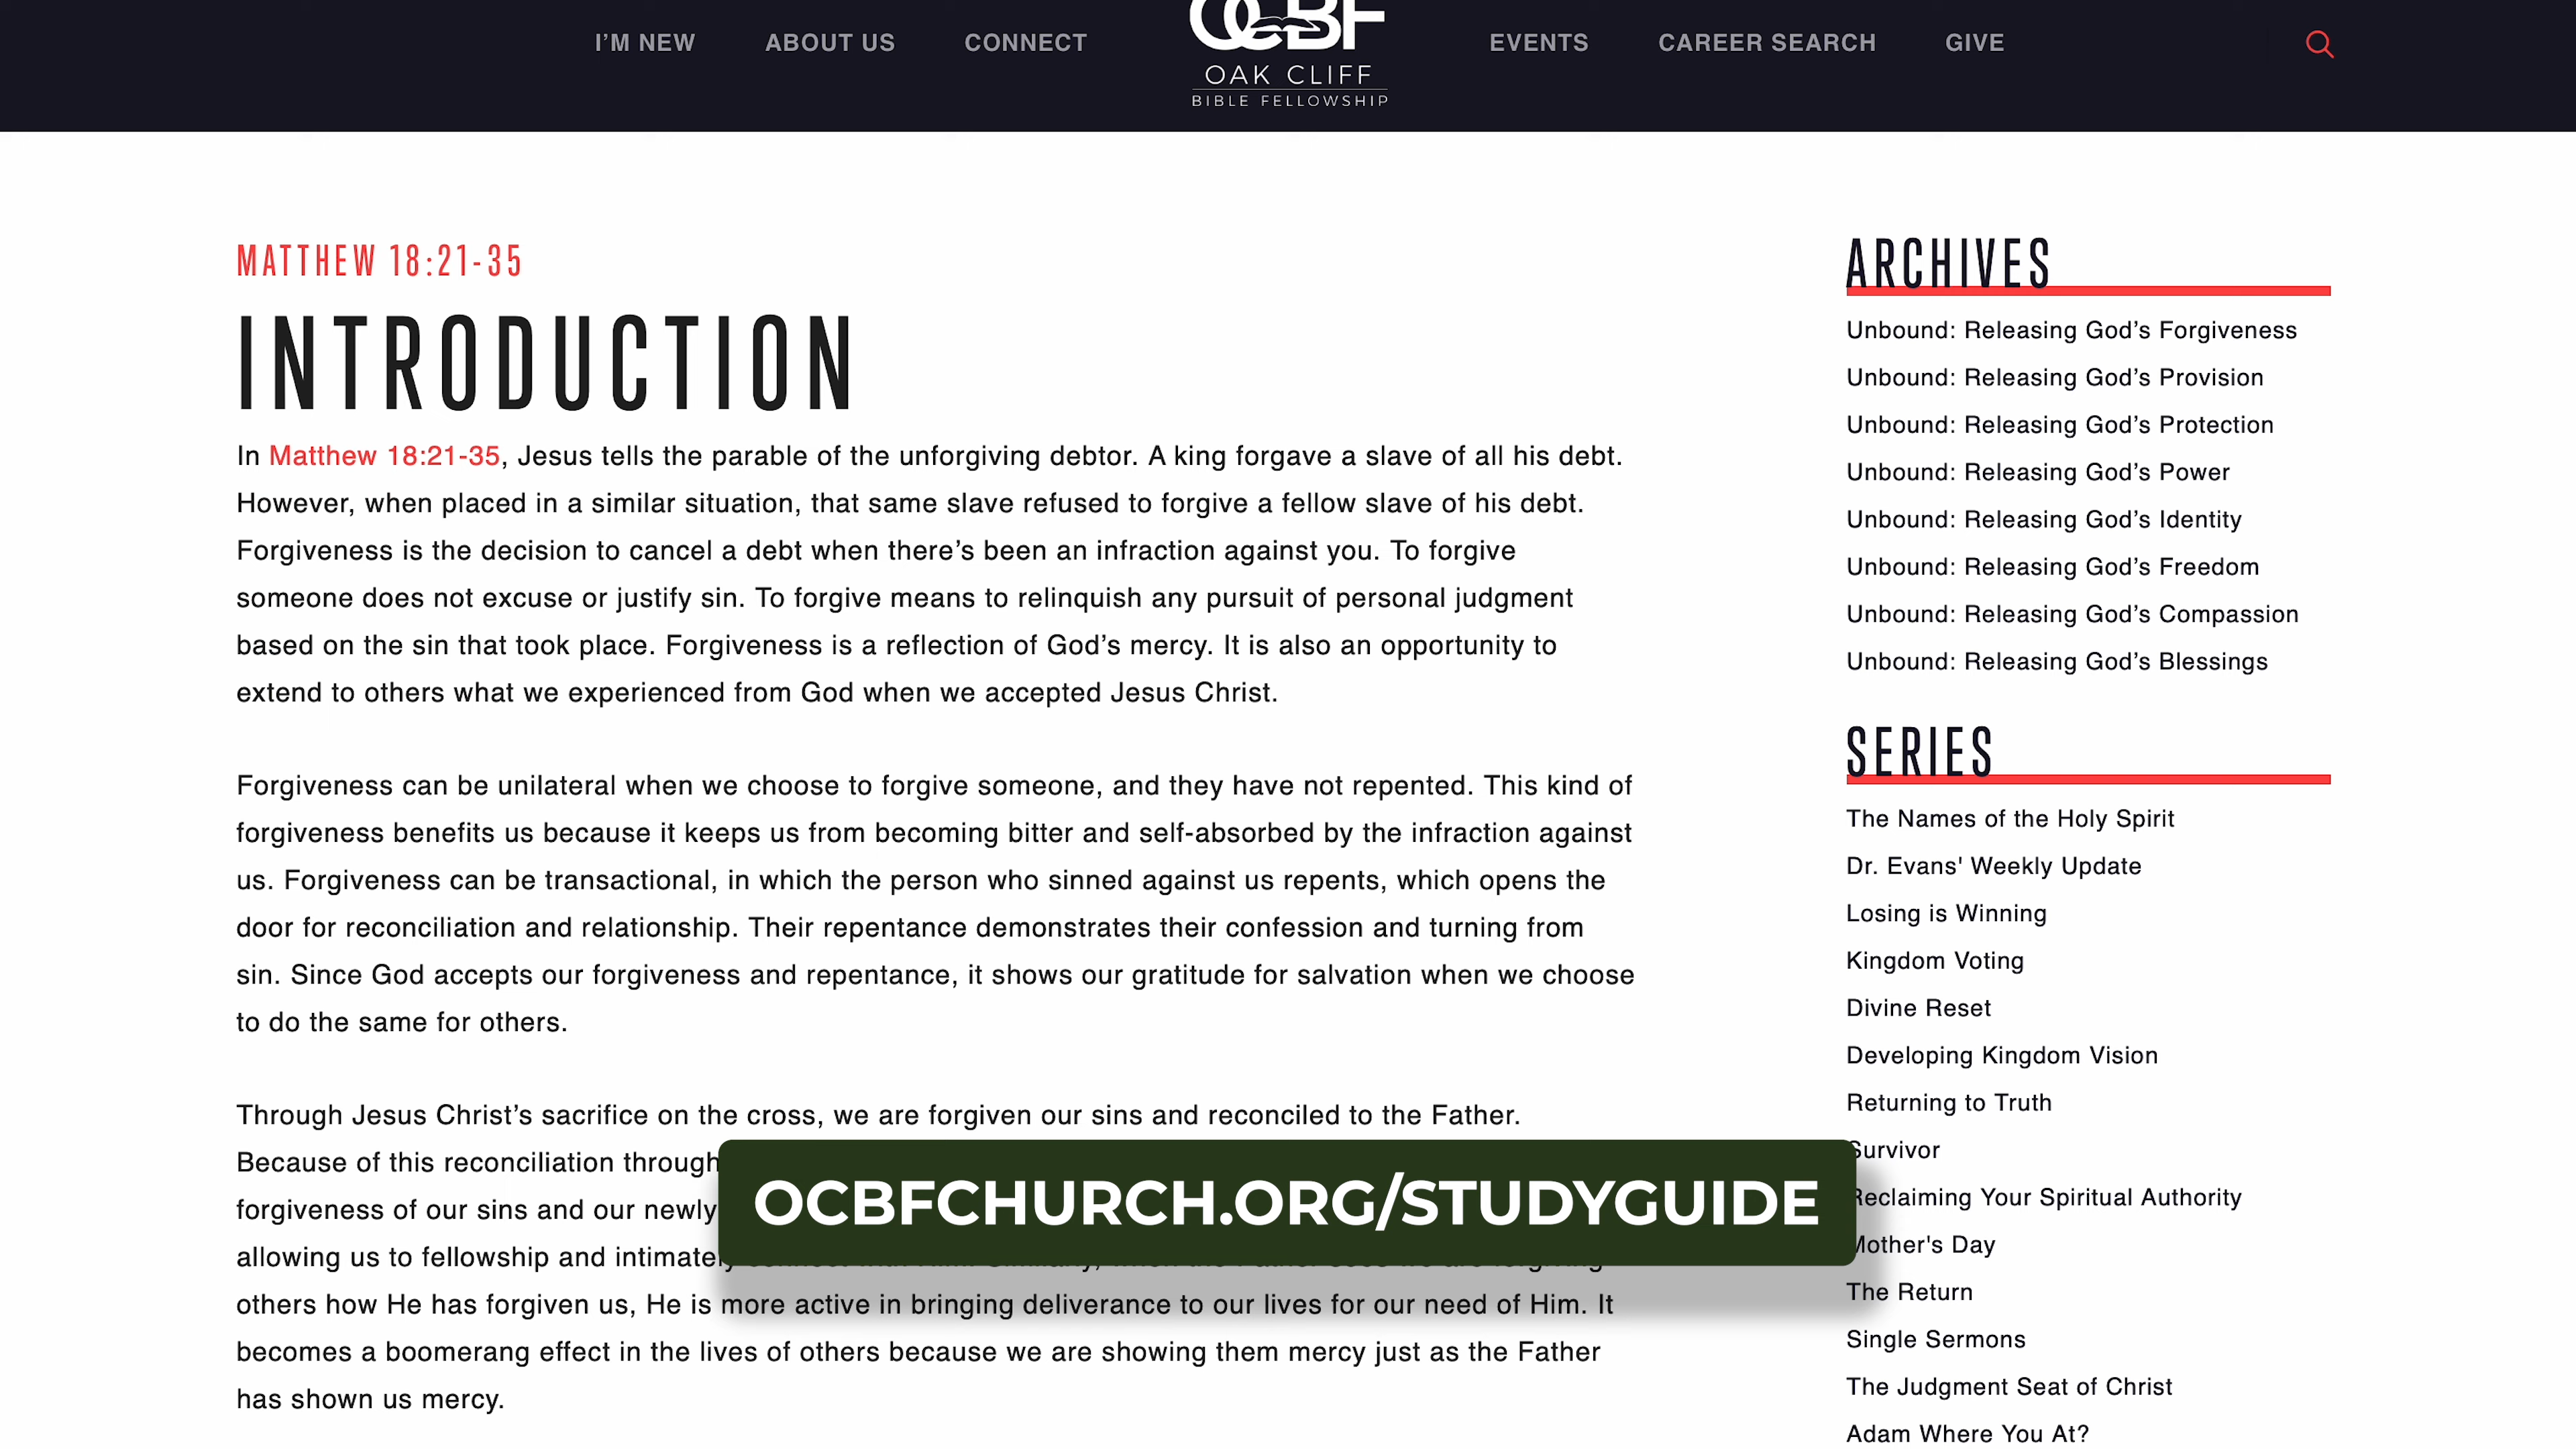 I'M NEW
ABOUT US
CONNECT
OCBF
OAK CLIFF
BIBLE FELLOWSHIP
EVENTS
CAREER SEARCH
GIVE
MATTHEW 18:21-35
INTRODUCTION
In Matthew 18:21-35, Jesus tells the parable of the unforgiving debtor. A king forgave a slave of all his debt.
However, when placed in a similar situation, that same slave refused to forgive a fellow slave of his debt.
Forgiveness is the decision to cancel a debt when there's been an infraction against you. To forgive
someone does not excuse or justify sin. To forgive means to relinquish any pursuit of personal judgment
based on the sin that took place. Forgiveness is a reflection of God's mercy. It is also an opportunity to
extend to others what we experienced from God when we accepted Jesus Christ.
Forgiveness can be unilateral when we choose to forgive someone, and they have not repented. This kind of
forgiveness benefits us because it keeps us from becoming bitter and self-absorbed by the infraction against
us. Forgiveness can be transactional, in which the person who sinned against us repents, which opens the
door for reconciliation and relationship. Their repentance demonstrates their confession and turning from
sin. Since God accepts our forgiveness and repentance, it shows our gratitude for salvation when we choose
to do the same for others.
Through Jesus Christ's sacrifice on the cross, we are forgiven our sins and reconciled to the Father.
Because of this reconciliation through
forgiveness of our sins and our newly
allowing us to fellowship and intimately
others how He has forgiven us, He is more active in bringing deliverance to our lives for our need of Him. It
becomes a boomerang effect in the lives of others because we are showing them mercy just as the Father
has shown us mercy.
OCBFCHURCH.ORG/STUDYGUIDE
ARCHIVES
Unbound: Releasing God's Forgiveness
Unbound: Releasing God's Provision
Unbound: Releasing God's Protection
Unbound: Releasing God's Power
Unbound: Releasing God's Identity
Unbound: Releasing God's Freedom
Unbound: Releasing God's Compassion
Unbound: Releasing God's Blessings
SERIES
The Names of the Holy Spirit
Dr. Evans' Weekly Update
Losing is Winning
Kingdom Voting
Divine Reset
Developing Kingdom Vision
Returning to Truth
Survivor
Reclaiming Your Spiritual Authority
Mother's Day
The Return
Single Sermons
The Judgment Seat of Christ
Adam Where You At?